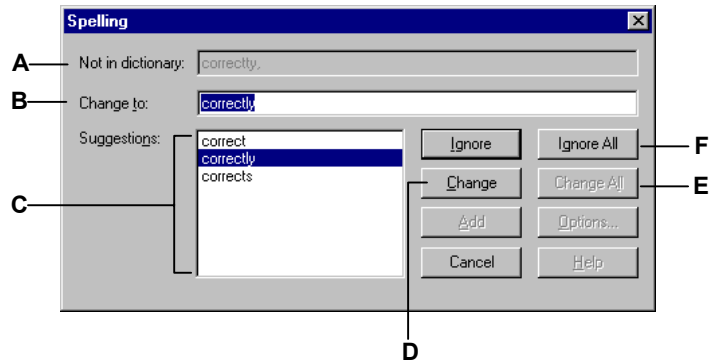 Spelling
A Not in dictionary: correctty,
B Change to: correctly
Suggestions: correct
correctly
corrects
C
Ignore Ignore All F
Change Change All E
Add Options...
Cancel Help
D